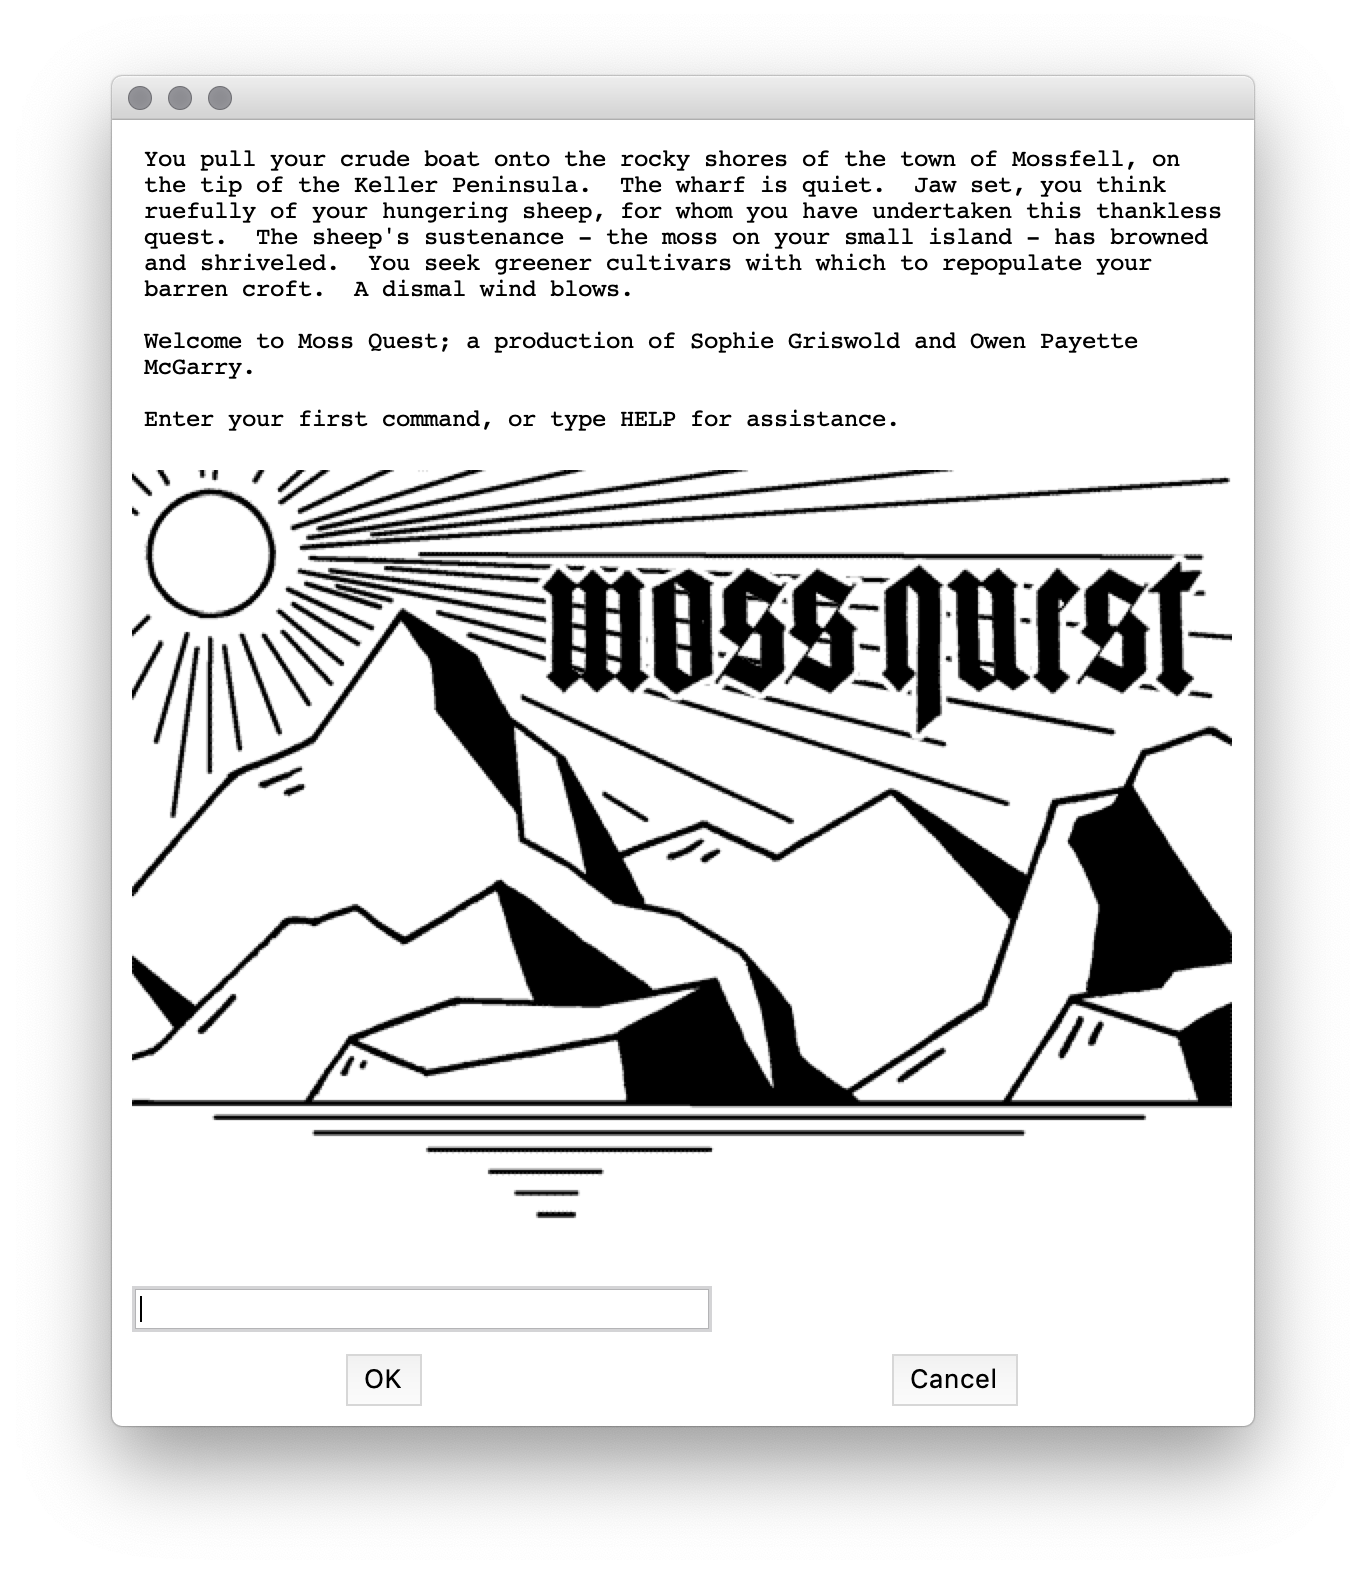 You pull your crude boat onto the rocky shores of the town of Mossfell, on
the tip of the Keller Peninsula.  The wharf is quiet.  Jaw set, you think
ruefully of your hungering sheep, for whom you have undertaken this thankless
quest.  The sheep's sustenance – the moss on your small island – has browned
and shriveled.  You seek greener cultivars with which to repopulate your
barren croft.  A dismal wind blows.
Welcome to Moss Quest; a production of Sophie Griswold and Owen Payette
McGarry.
Enter your first command, or type HELP for assistance.
moss quest
OK
Cancel